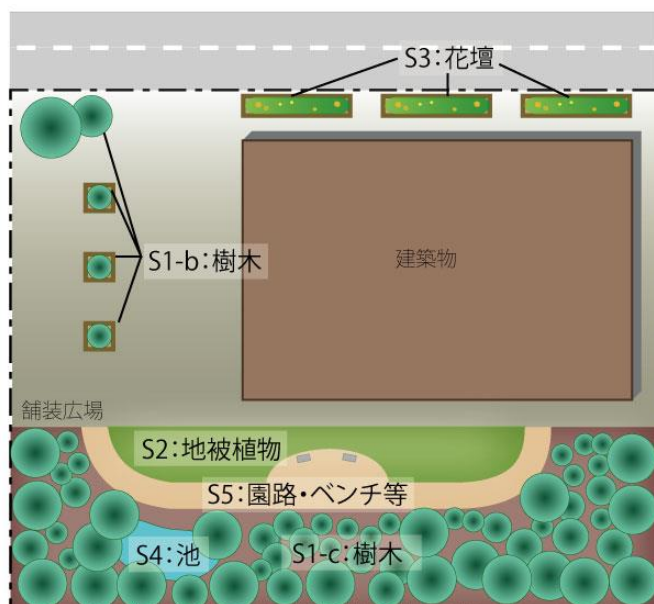 S3：花壇
S1-b：樹木
建築物
舗装広場
S2：地被植物
S5：園路・ベンチ等
S4：池
S1-c：樹木